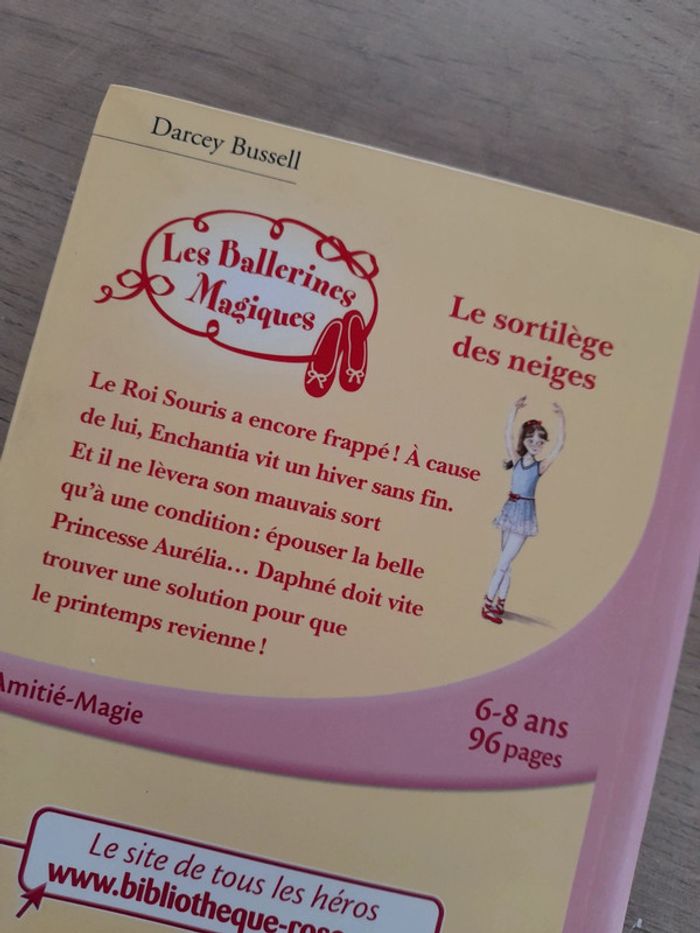 Darcey Bussell
Les Ballerines
Magiques
Le sortilège
des neiges
Le Roi Souris a encore frappé ! À cause
de lui, Enchantia vit un hiver sans fin.
Et il ne lèvera son mauvais sort
qu'à une condition : épouser la belle
Princesse Aurélia... Daphné doit vite
trouver une solution pour que
le printemps revienne !
Amitié-Magie
6-8 ans
96 pages
Le site de tous les héros
www.bibliotheque-rose